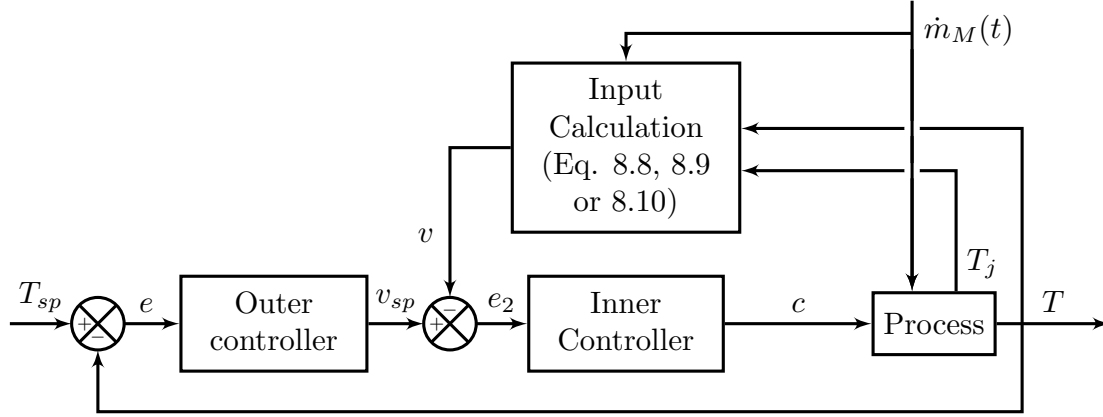 ṁ_M(t)
Input
Calculation
(Eq. 8.8, 8.9
or 8.10)
v
T_j
T_sp
+
−
e
Outer
controller
v_sp
+
−
e_2
Inner
Controller
c
Process
T